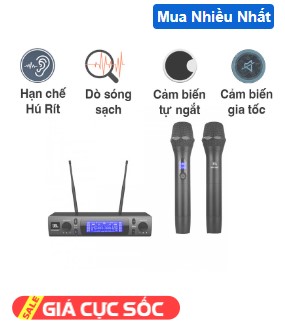 Mua Nhiều Nhất
Hạn chế
Hú Rít
Dò sóng
sạch
Cảm biến
tự ngắt
Cảm biến
gia tốc
JBL
SALE
GIÁ CỰC SỐC